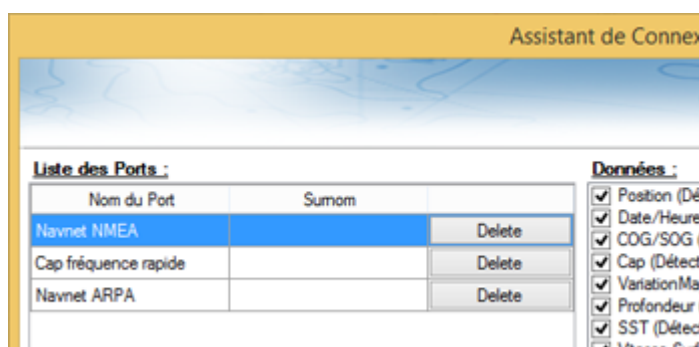 Assistant de Connex
Liste des Ports :
Nom du Port Surnom
Navnet NMEA Delete
Cap fréquence rapide Delete
Navnet ARPA Delete
Données :
Position (Dé
Date/Heure
COG/SOG (
Cap (Détect
VariationMa
Profondeur
SST (Détec